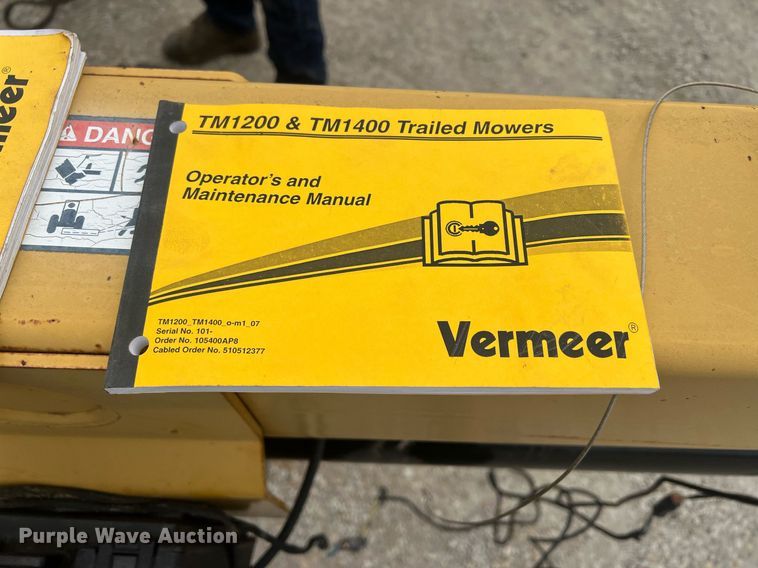 meer®
DANG
TM1200 & TM1400 Trailed Mowers
Operator's and
Maintenance Manual
TM1200_TM1400_o-m1_07
Serial No. 101-
Order No. 105400AP8
Cabled Order No. 510512377
Vermeer®
Purple Wave Auction